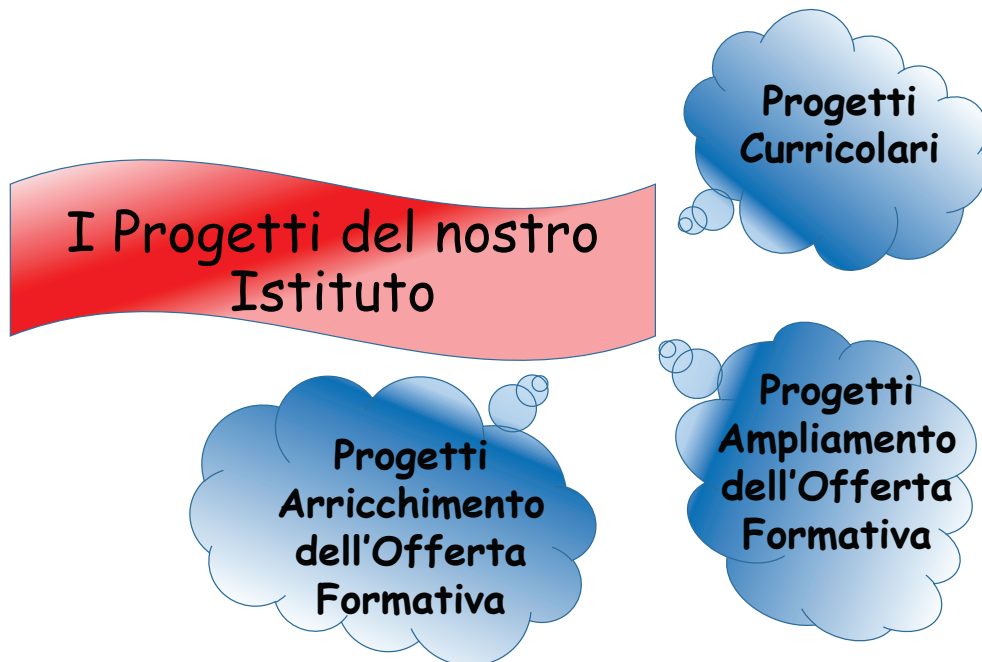 I Progetti del nostro
Istituto
Progetti
Curricolari
Progetti
Ampliamento
dell'Offerta
Formativa
Progetti
Arricchimento
dell'Offerta
Formativa